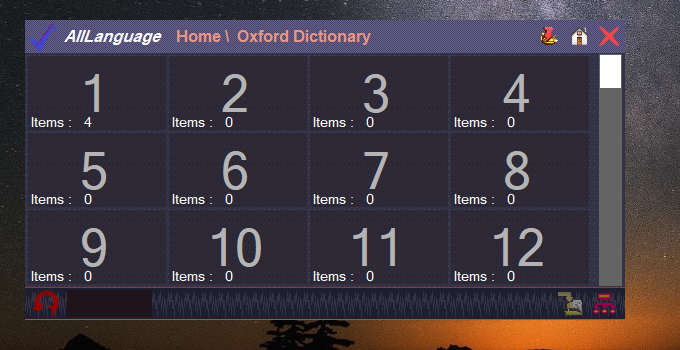 AllLanguage Home \ Oxford Dictionary
1 2 3 4
Items : 4 Items : 0 Items : 0 Items : 0
5 6 7 8
Items : 0 Items : 0 Items : 0 Items : 0
9 10 11 12
Items : 0 Items : 0 Items : 0 Items : 0